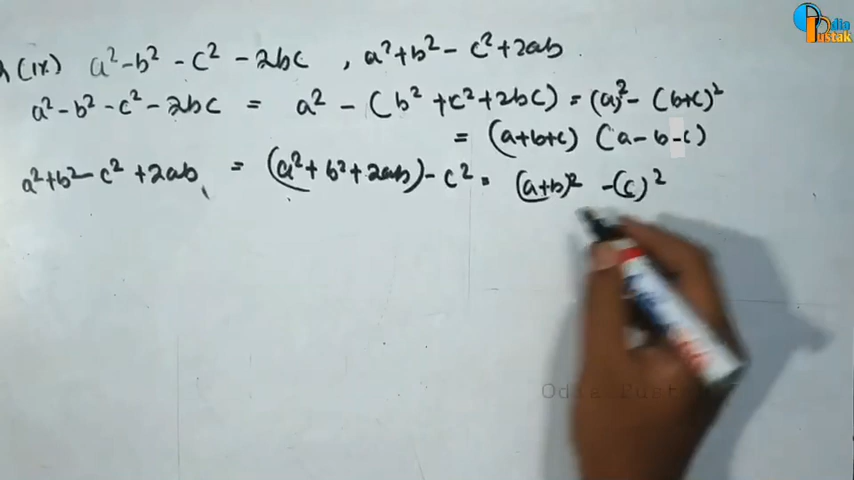 (ix) a² - b² - c² - 2bc , a² + b² - c² + 2ab
a² - b² - c² - 2bc = a² - (b² + c² + 2bc) = (a)² - (b+c)²
= (a+b+c) (a-b-c)
a² + b² - c² + 2ab, = (a² + b² + 2ab) - c² = (a+b)² - (c)²
Odia Pustak
Odia Pust